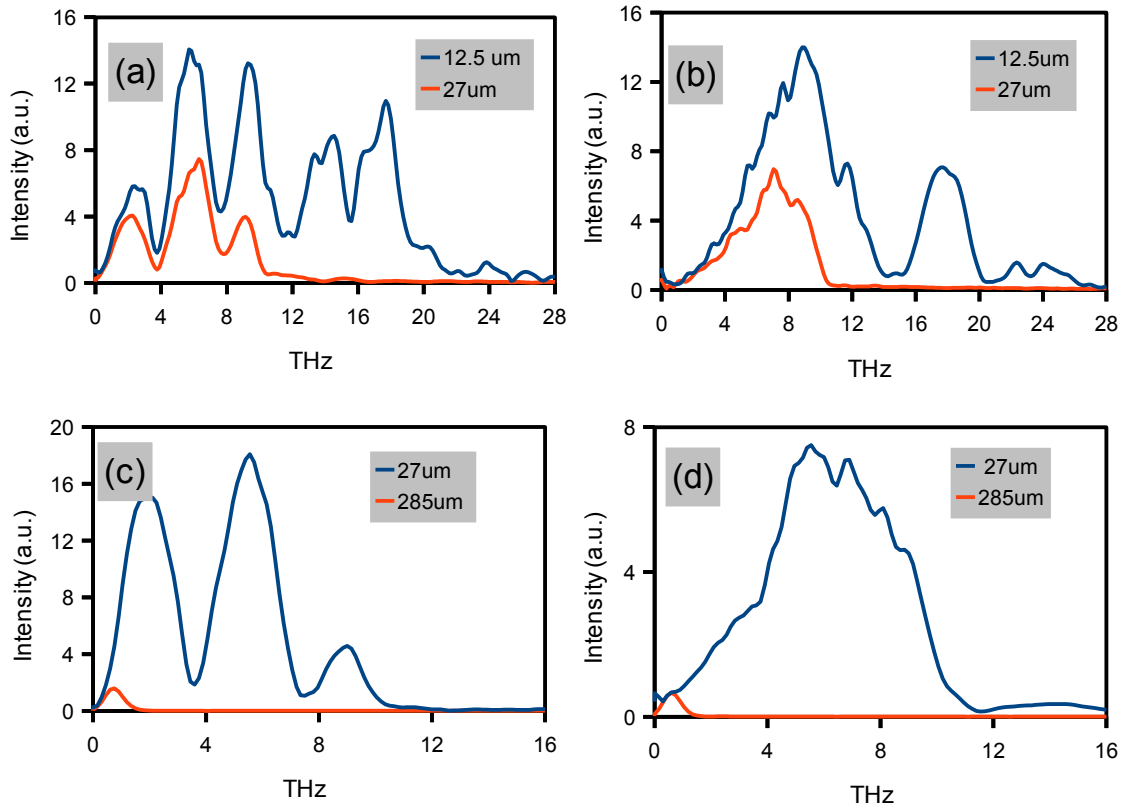 (a)
12.5 um
27um
Intensity (a.u.)
16
12
8
4
0
0 4 8 12 16 20 24 28
THz
(b)
12.5um
27um
Intensity (a.u.)
16
12
8
4
0
0 4 8 12 16 20 24 28
THz
(c)
27um
285um
Intensity (a.u.)
20
16
12
8
4
0
0 4 8 12 16
THz
(d)
27um
285um
Intensity (a.u.)
8
4
0
0 4 8 12 16
THz